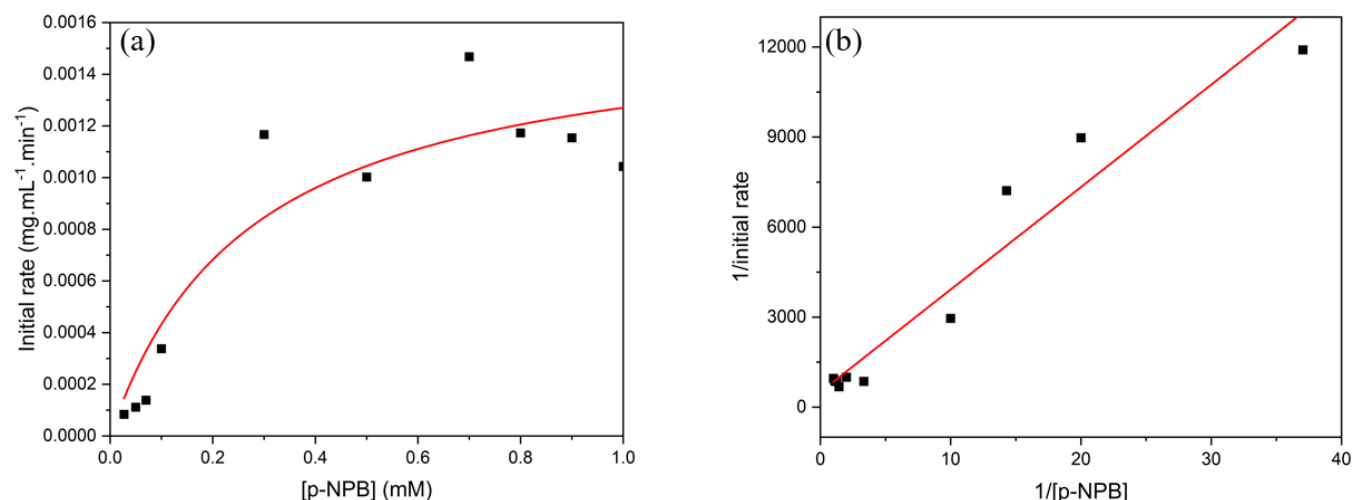 (a)
Initial rate (mg.mL⁻¹.min⁻¹)
0.0016
0.0014
0.0012
0.0010
0.0008
0.0006
0.0004
0.0002
0.0000
0.0 0.2 0.4 0.6 0.8 1.0
[p-NPB] (mM)
(b)
1/initial rate
12000
9000
6000
3000
0
0 10 20 30 40
1/[p-NPB]